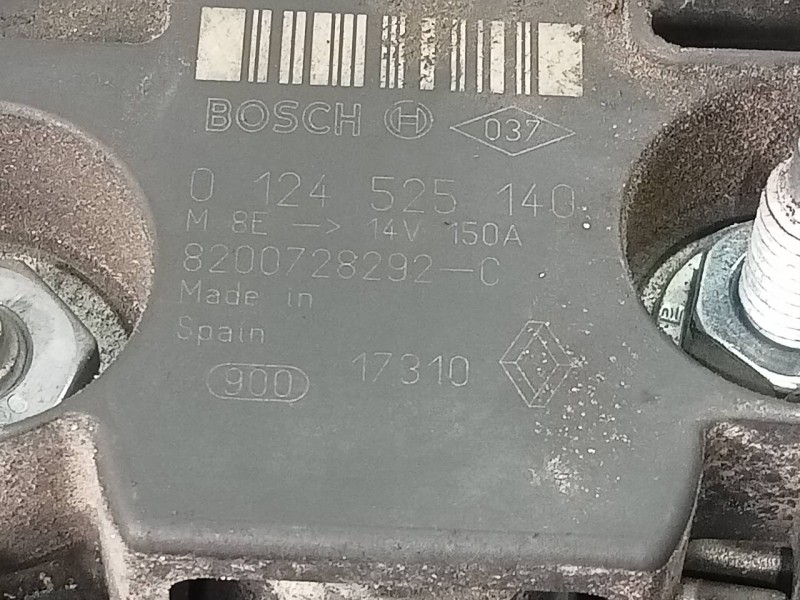 BOSCH H 037
0 124 525 140
M 8E -> 14V 150A
8200728292-C
Made in
Spain
900 17310